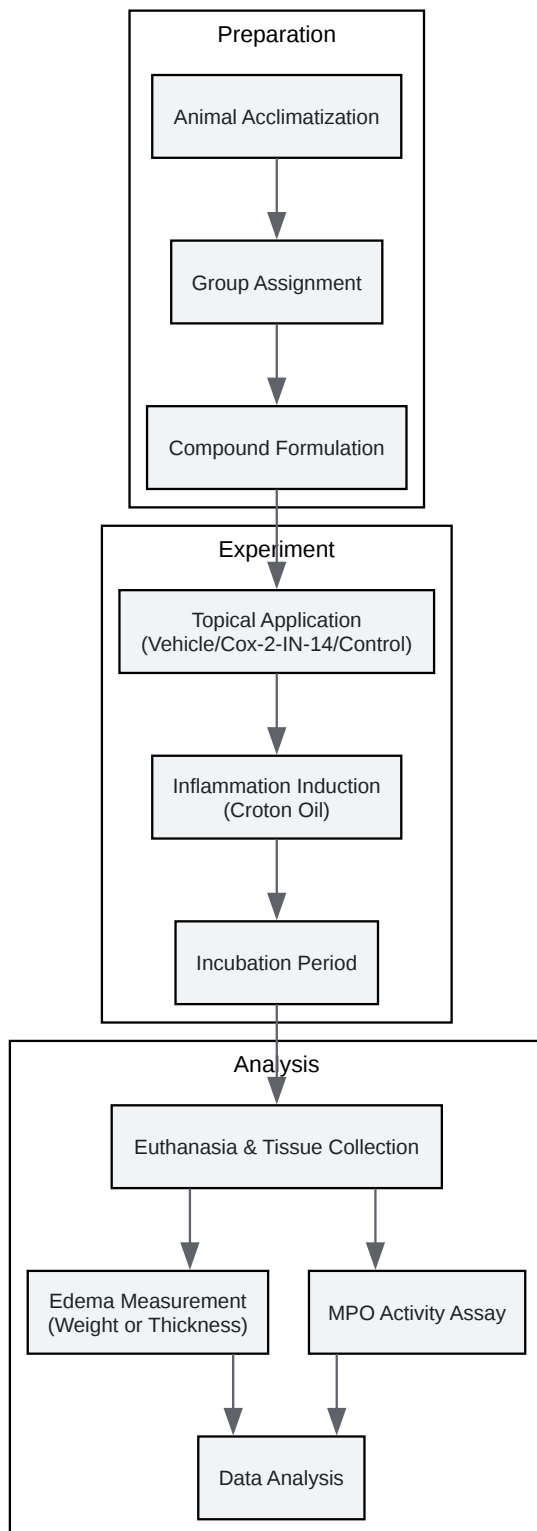 Preparation
Animal Acclimatization
Group Assignment
Compound Formulation
Experiment
Topical Application
(Vehicle/Cox-2-IN-14/Control)
Inflammation Induction
(Croton Oil)
Incubation Period
Analysis
Euthanasia & Tissue Collection
Edema Measurement
(Weight or Thickness)
MPO Activity Assay
Data Analysis